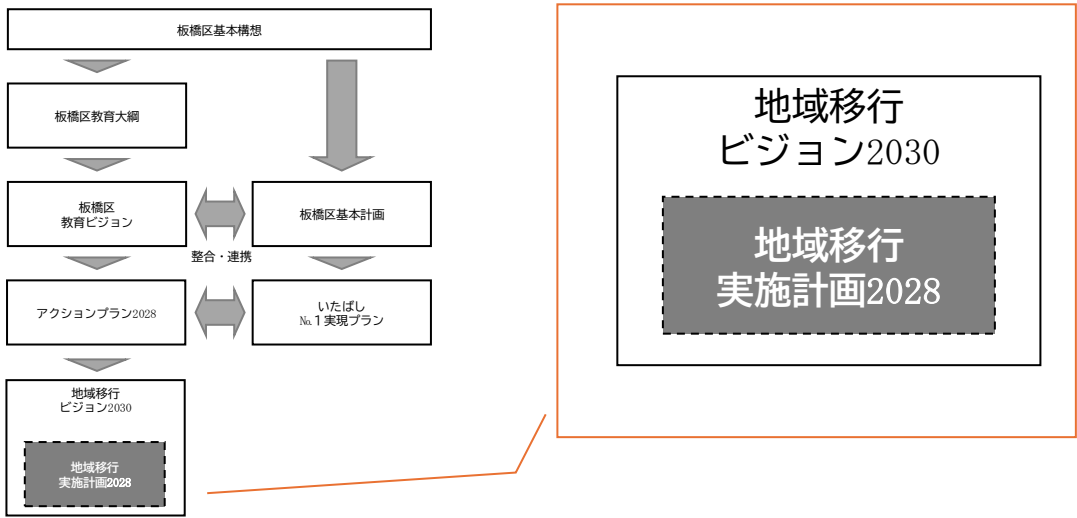 板橋区基本構想
板橋区教育大綱
板橋区
教育ビジョン
板橋区基本計画
整合・連携
アクションプラン2028
いたばし
№１実現プラン
地域移行
ビジョン2030
地域移行
実施計画2028
地域移行
ビジョン2030
地域移行
実施計画2028